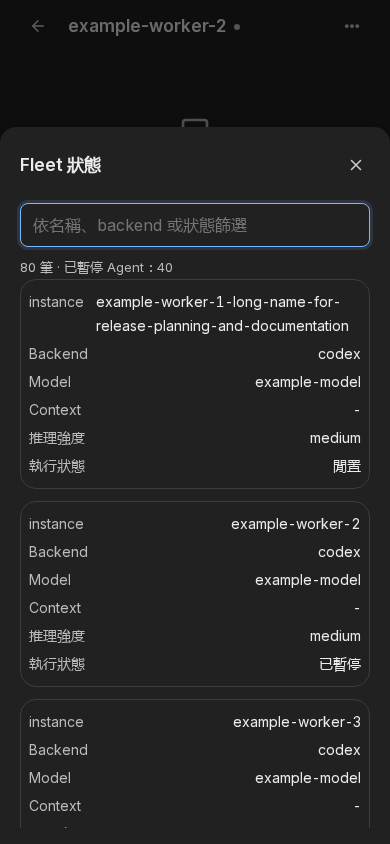 example-worker-2
Fleet 狀態
依名稱、backend 或狀態篩選
80 筆 · 已暫停 Agent：40
instance example-worker-1-long-name-for-
release-planning-and-documentation
Backend codex
Model example-model
Context -
推理強度 medium
執行狀態 閒置
instance example-worker-2
Backend codex
Model example-model
Context -
推理強度 medium
執行狀態 已暫停
instance example-worker-3
Backend codex
Model example-model
Context -